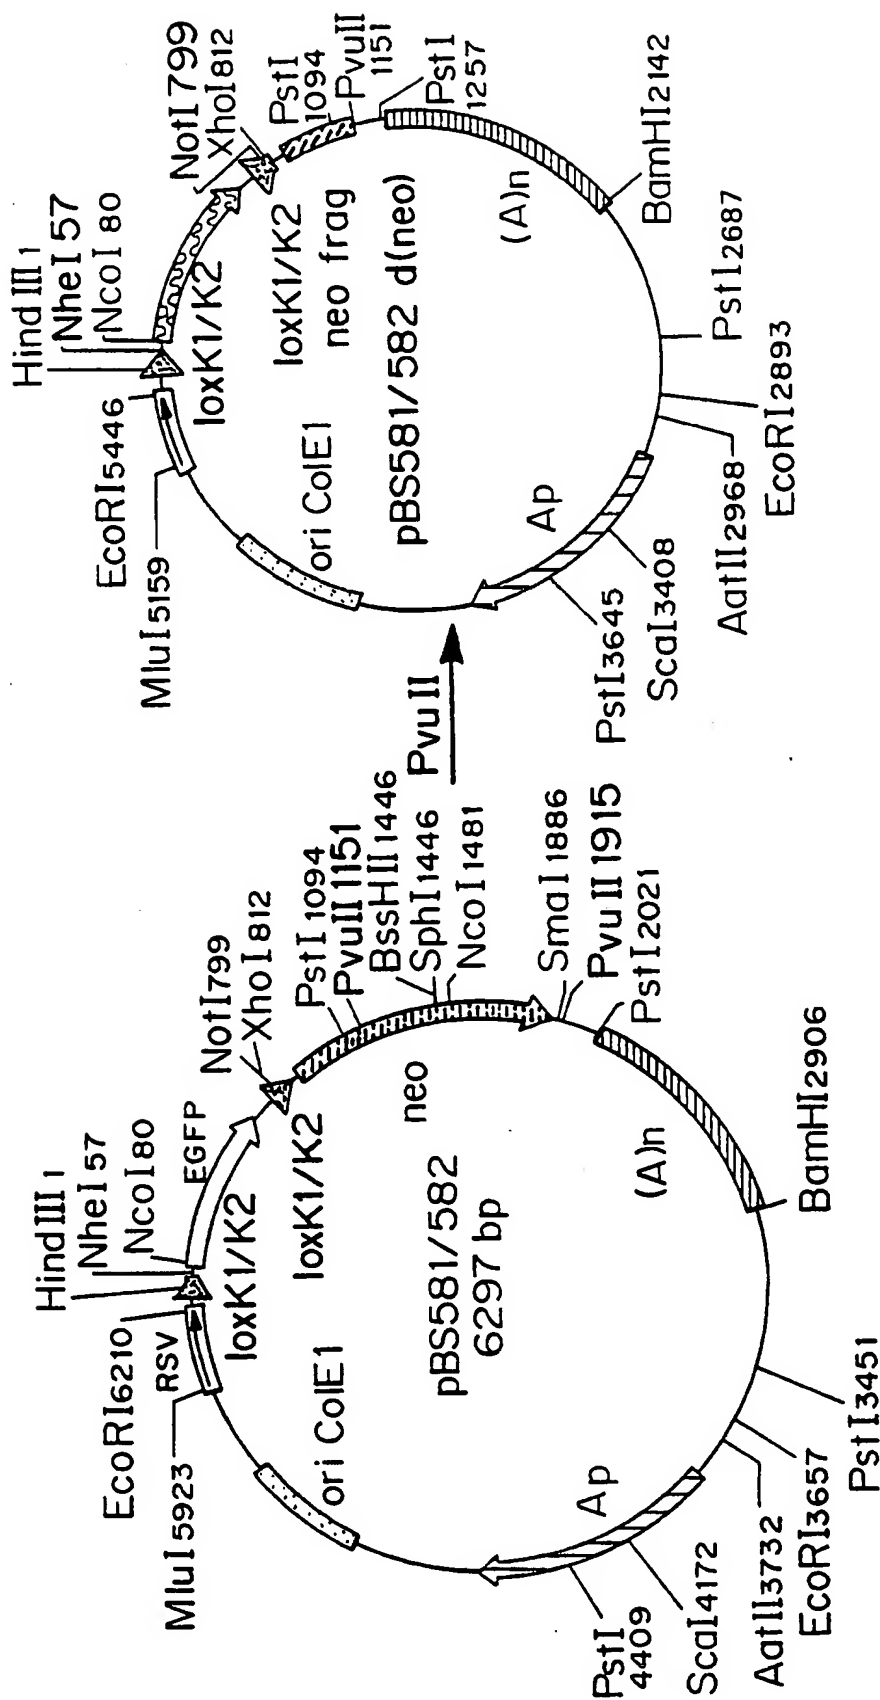 HindIII 1
NheI 57
NcoI 80
EGFP
NotI 799
XhoI 812
PstI 1094
PvuII 1151
BssHII 1446
SphI 1446
NcoI 1481
SmaI 1886
PvuII 1915
PstI 2021
BamHI 2906
PstI 3451
EcoRI 3657
AatII 3732
ScaI 4172
PstI
4409
MluI 5923
EcoRI 6210
RSV
loxK1/K2
loxK1/K2
neo
ori ColE1
pBS581/582
6297 bp
(A)n
Ap
PvuII
Hind III 1
NheI 57
NcoI 80
NotI 799
XhoI 812
PstI
1094
PvuII
1151
PstI
1257
BamHI 2142
PstI 2687
EcoRI 2893
AatII 2968
ScaI 3408
PstI 3645
MluI 5159
EcoRI 5446
loxK1/K2
loxK1/K2
neo frag
ori ColE1
pBS581/582 d(neo)
(A)n
Ap